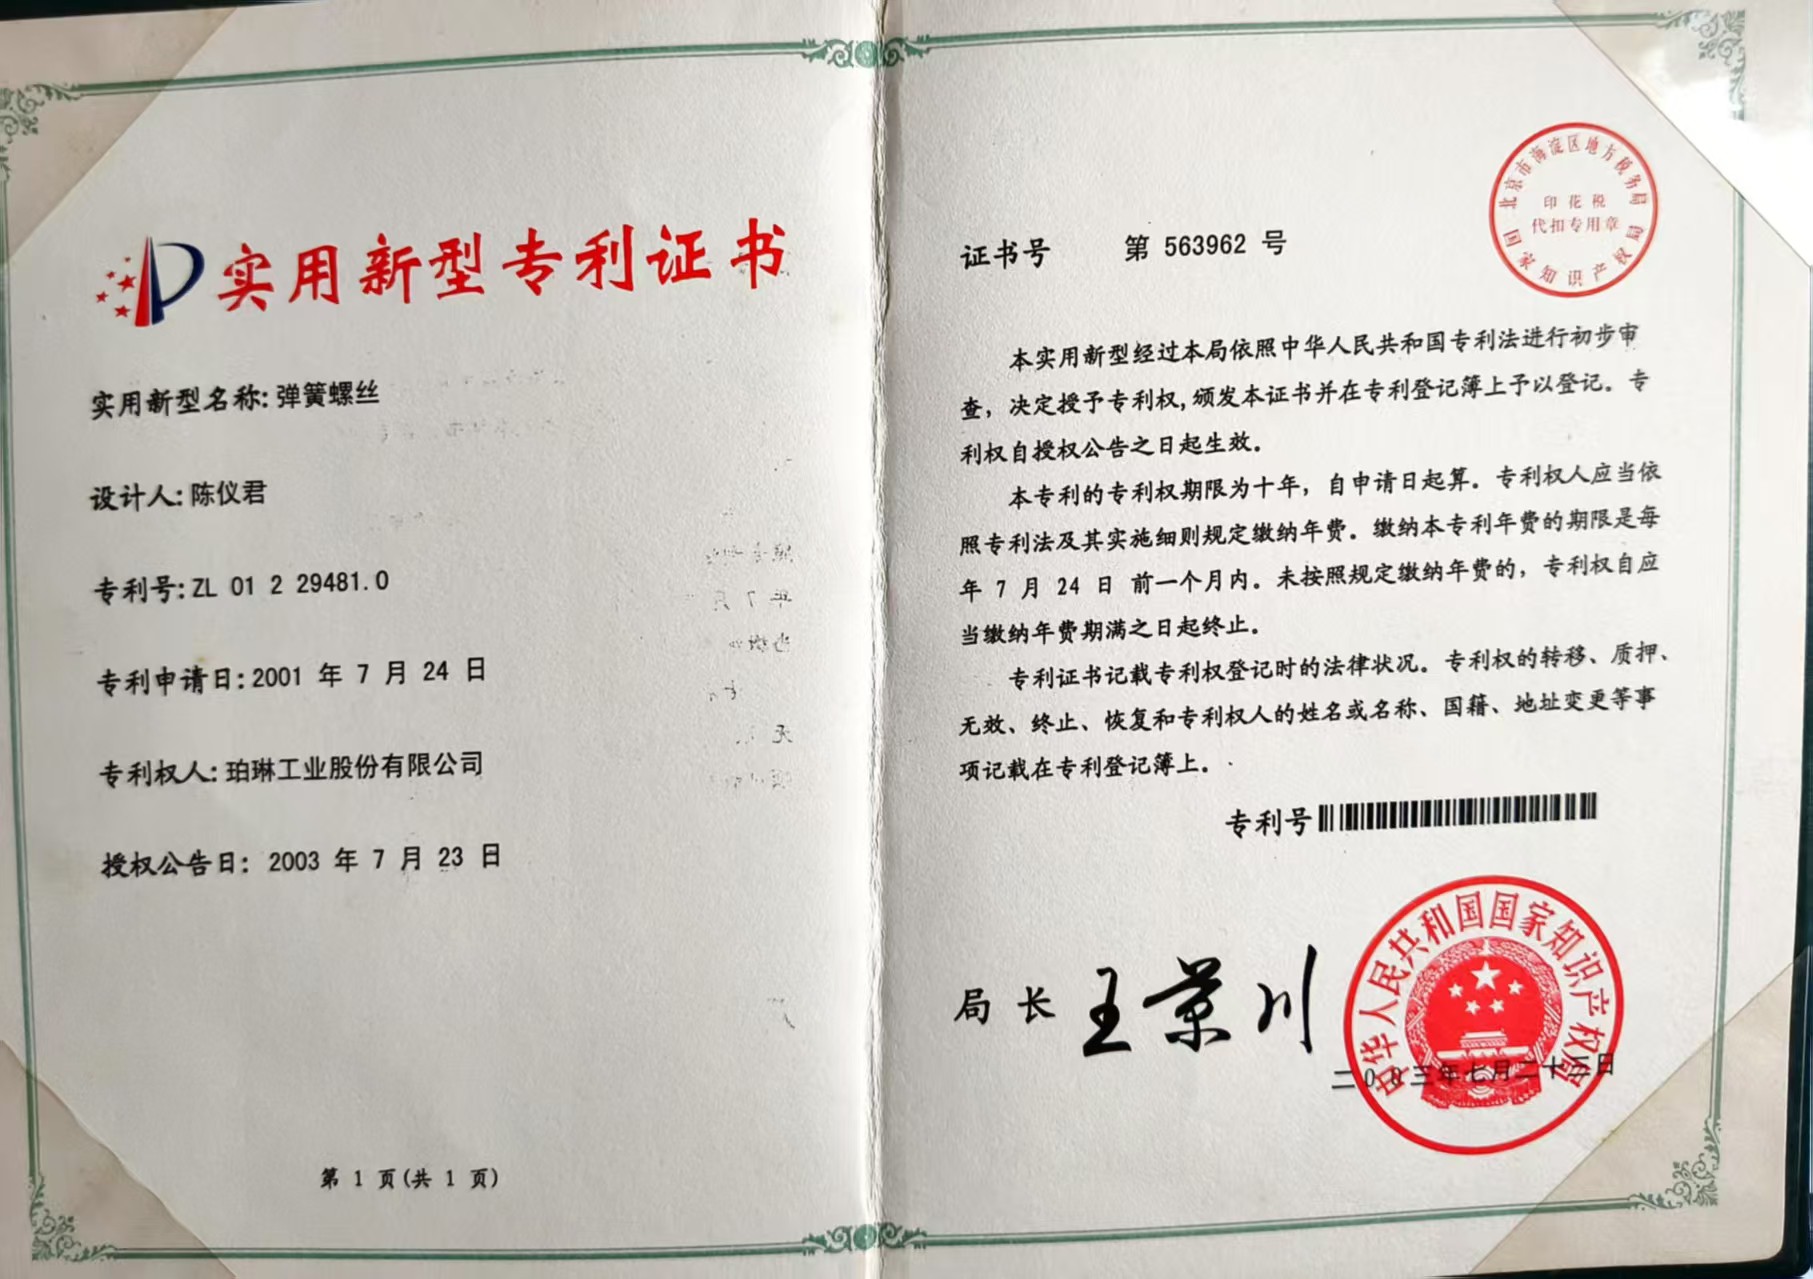 实用新型专利证书
实用新型名称: 弹簧螺丝
设计人: 陈仪君
专利号: ZL 01 2 29481.0
专利申请日: 2001 年 7 月 24 日
专利权人: 珀琳工业股份有限公司
授权公告日: 2003 年 7 月 23 日
第 1 页(共 1 页)
证书号 第 563962 号
北京市海淀区地方税务局
印花税
代扣专用章
国家知识产权局
本实用新型经过本局依照中华人民共和国专利法进行初步审
查，决定授予专利权，颁发本证书并在专利登记簿上予以登记。专
利权自授权公告之日起生效。
本专利的专利权期限为十年，自申请日起算。专利权人应当依
照专利法及其实施细则规定缴纳年费。缴纳本专利年费的期限是每
年 7 月 24 日 前一个月内。未按照规定缴纳年费的，专利权自应
当缴纳年费期满之日起终止。
专利证书记载专利权登记时的法律状况。专利权的转移、质押、
无效、终止、恢复和专利权人的姓名或名称、国籍、地址变更等事
项记载在专利登记簿上。
专利号
局长 王景川
中华人民共和国国家知识产权局
二00三年七月二十三日